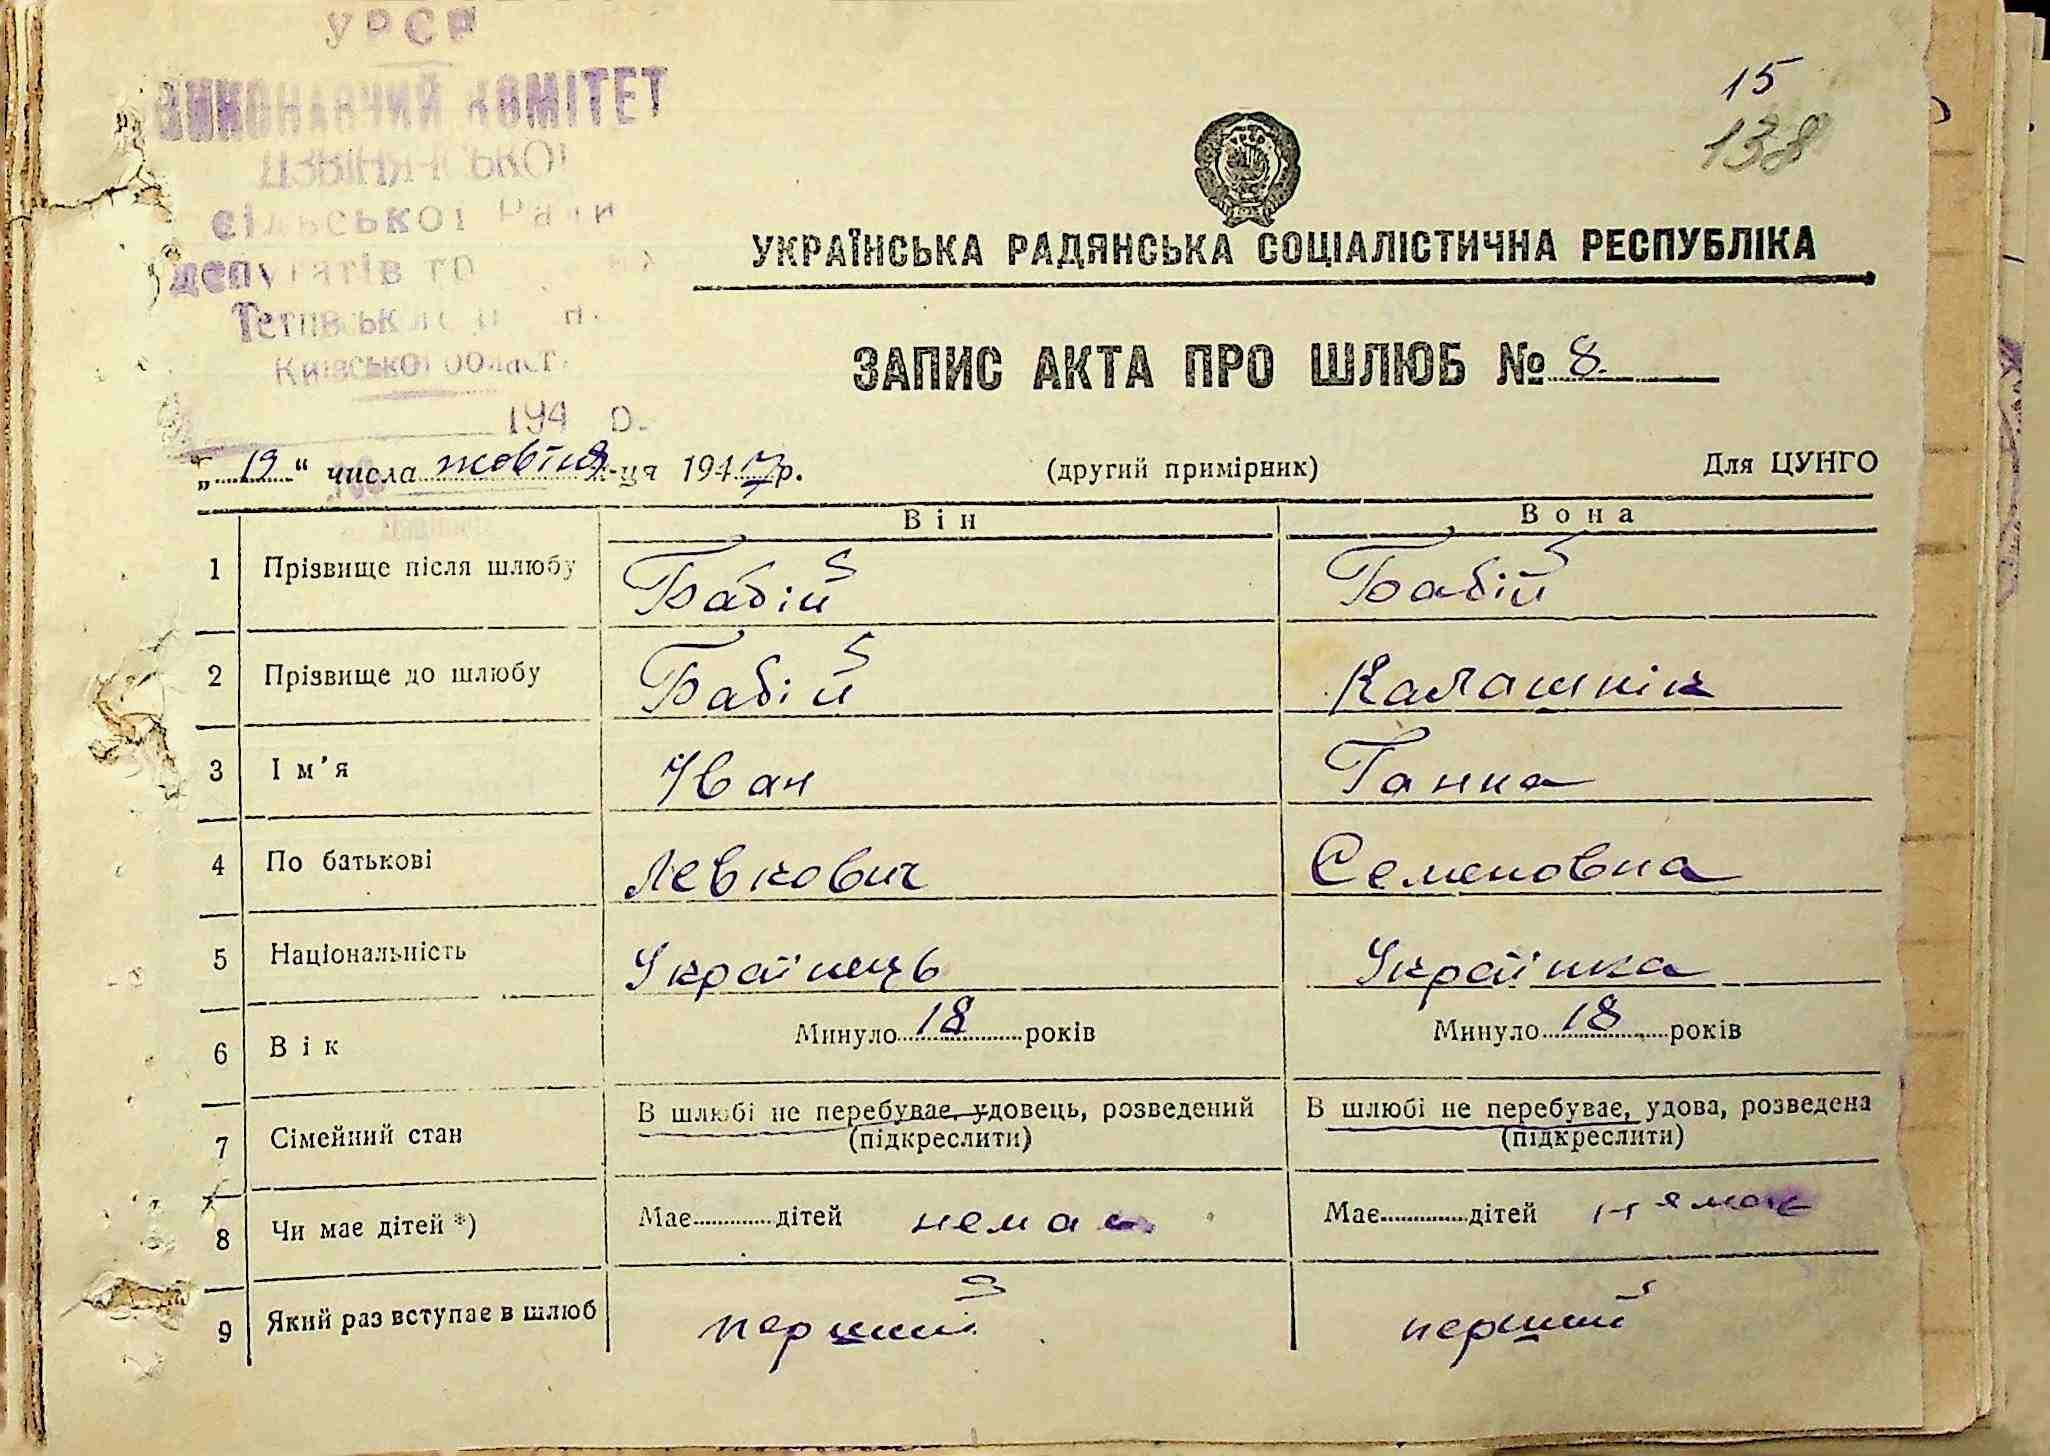 УРСР
ВИКОНАВЧИЙ КОМІТЕТ
сільської Ради
депутатів
Київської област.
194 р.
15
138
УКРАЇНСЬКА РАДЯНСЬКА СОЦІАЛІСТИЧНА РЕСПУБЛІКА
ЗАПИС АКТА ПРО ШЛЮБ № 8.
„19“ числа жовтня м-ця 1947 р. (другий примірник) Для ЦУНГО
Він Вона
1 Прізвище після шлюбу Бабій Бабій
2 Прізвище до шлюбу Бабій Калашнік
3 Ім'я Іван Ганна
4 По батькові Левкович Семеновна
5 Національність Українець Українка
6 Вік Минуло 18 років Минуло 18 років
7 Сімейний стан В шлюбі не перебуває, удовець, розведений (підкреслити) В шлюбі не перебуває, удова, розведена (підкреслити)
8 Чи має дітей *) Має дітей немає Має дітей
9 Який раз вступає в шлюб перший перший